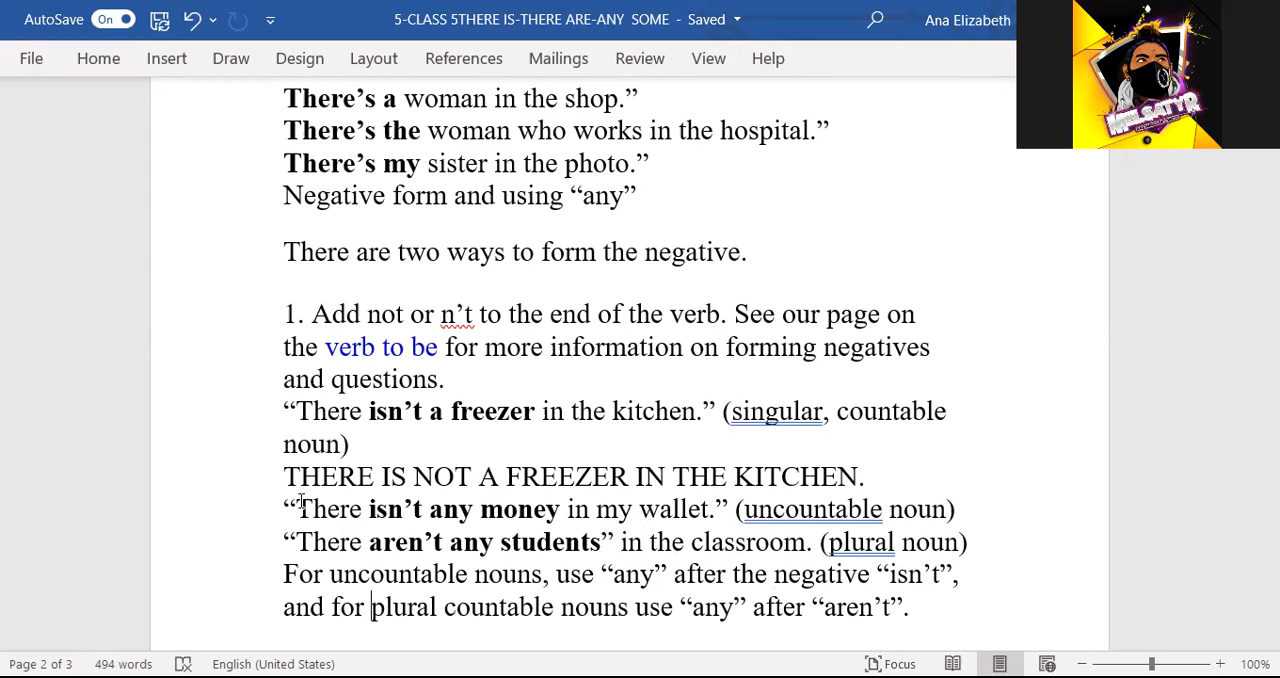 AutoSave On 5-CLASS 5THERE IS-THERE ARE-ANY SOME - Saved Ana Elizabeth
File Home Insert Draw Design Layout References Mailings Review View Help
NPLSATYR
There’s a woman in the shop.”
There’s the woman who works in the hospital.”
There’s my sister in the photo.”
Negative form and using “any”
There are two ways to form the negative.
1. Add not or n’t to the end of the verb. See our page on
the verb to be for more information on forming negatives
and questions.
“There isn’t a freezer in the kitchen.” (singular, countable
noun)
THERE IS NOT A FREEZER IN THE KITCHEN.
“There isn’t any money in my wallet.” (uncountable noun)
“There aren’t any students” in the classroom. (plural noun)
For uncountable nouns, use “any” after the negative “isn’t”,
and for plural countable nouns use “any” after “aren’t”.
Page 2 of 3 494 words English (United States) Focus 100%